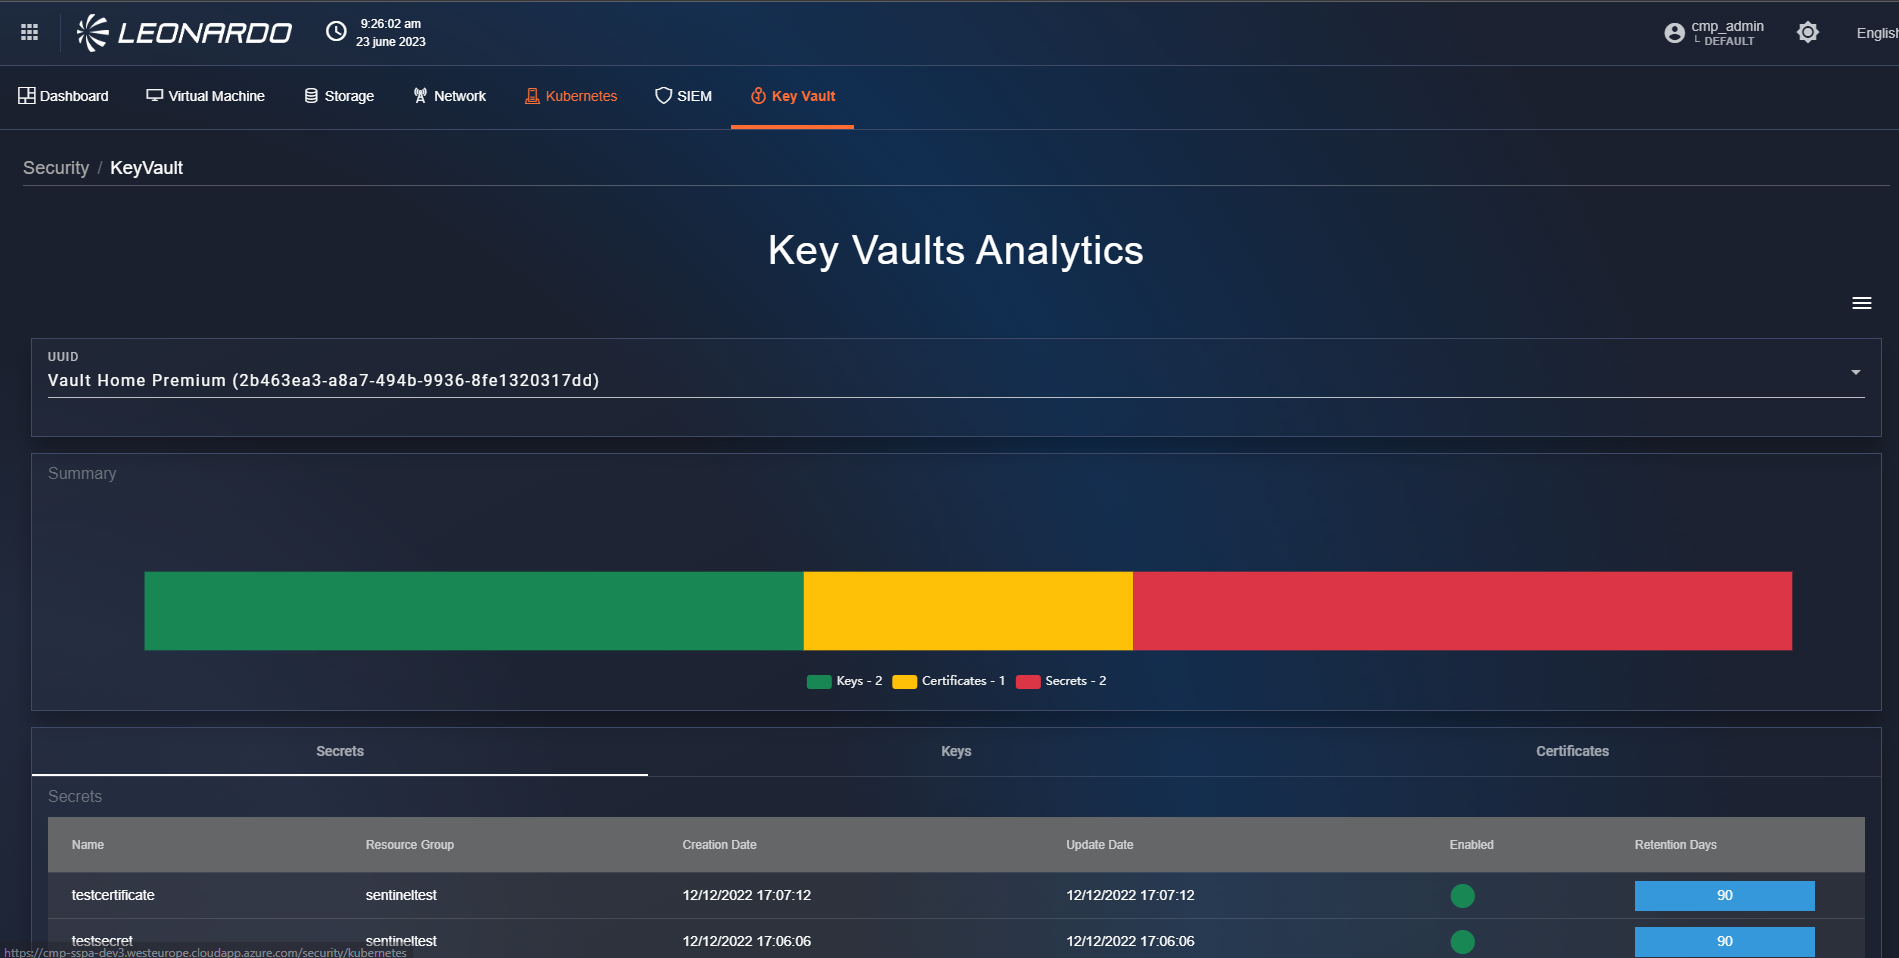 LEONARDO
9:26:02 am
23 june 2023
cmp_admin
└ DEFAULT
English
Dashboard
Virtual Machine
Storage
Network
Kubernetes
SIEM
Key Vault
Security / KeyVault
Key Vaults Analytics
UUID
Vault Home Premium (2b463ea3-a8a7-494b-9936-8fe1320317dd)
Summary
Keys - 2 Certificates - 1 Secrets - 2
Secrets Keys Certificates
Secrets
Name Resource Group Creation Date Update Date Enabled Retention Days
testcertificate sentineltest 12/12/2022 17:07:12 12/12/2022 17:07:12 90
testsecret sentineltest 12/12/2022 17:06:06 12/12/2022 17:06:06 90
https://cmp-sspa-dev3.westeurope.cloudapp.azure.com/security/kubernetes